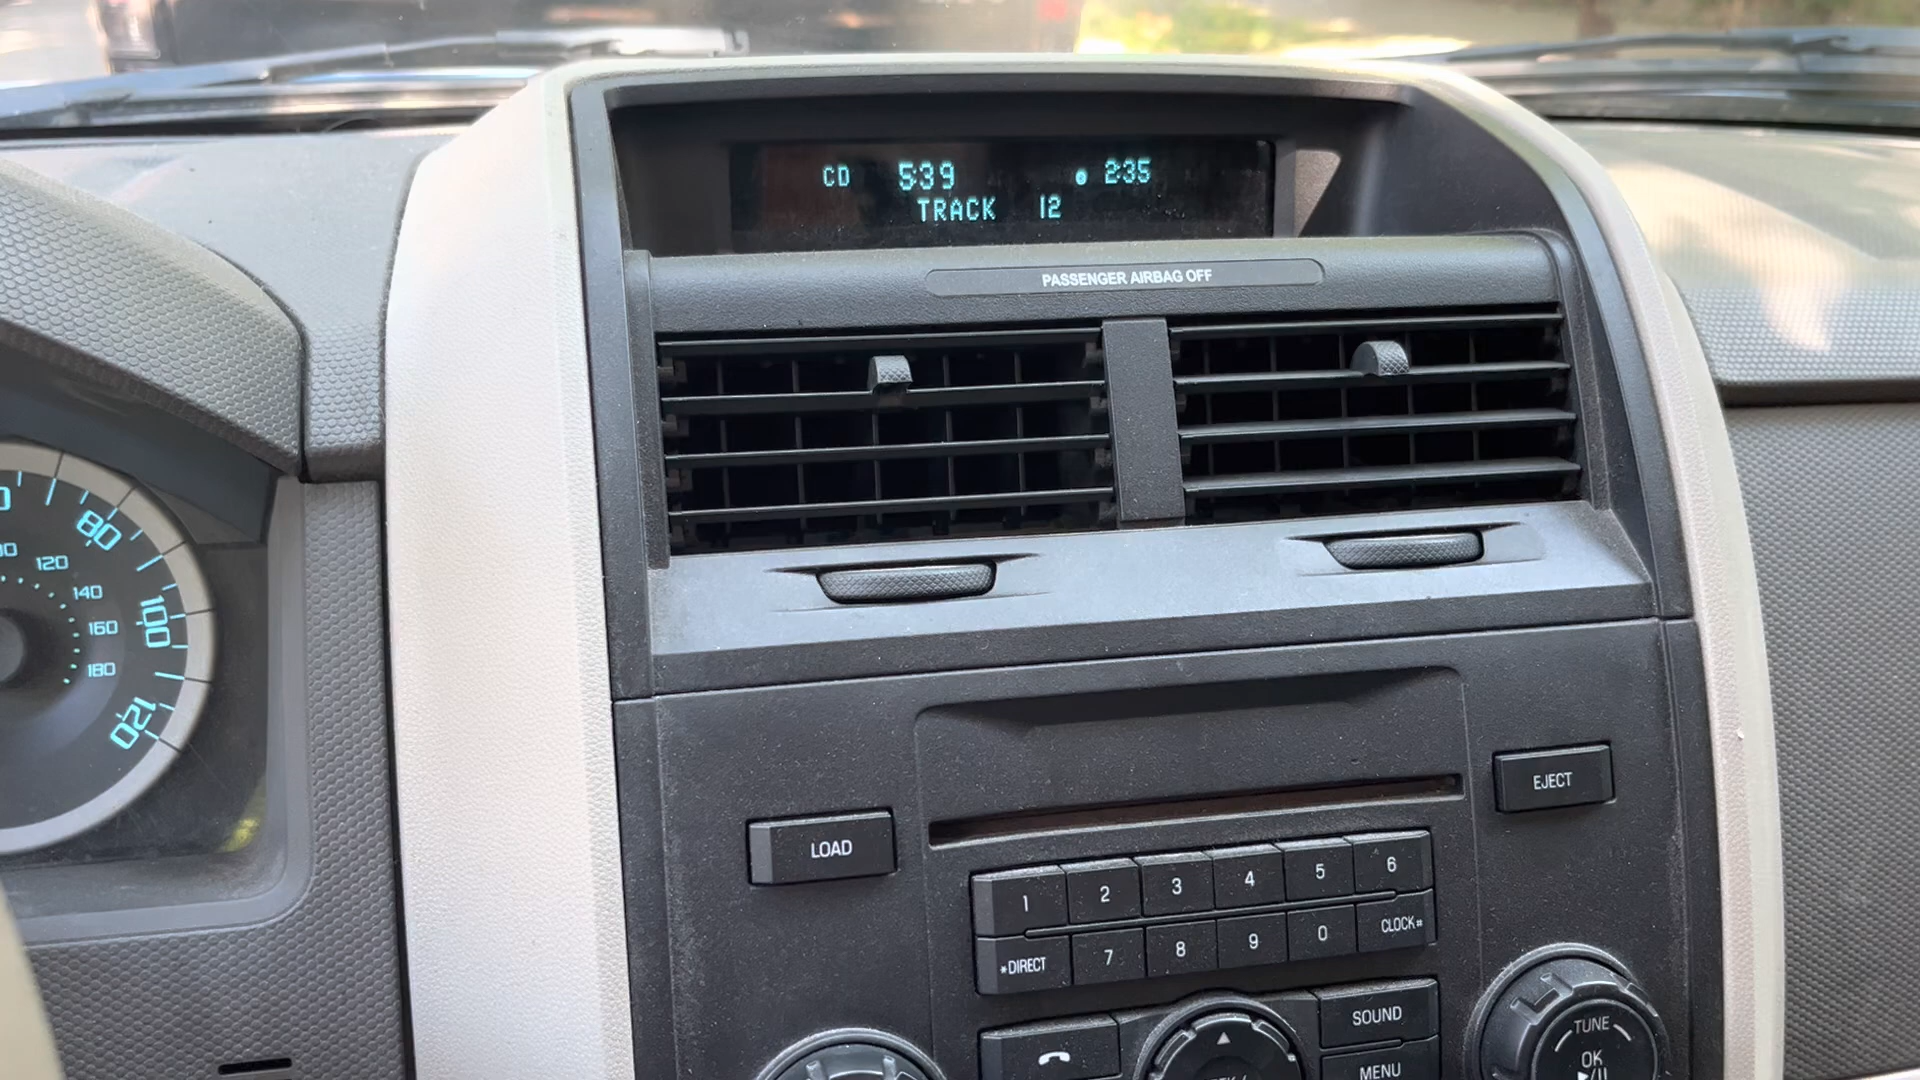 CD 5:39 2:35
TRACK 12
PASSENGER AIRBAG OFF
80
120
140
100
160
180
120
EJECT
LOAD
1 2 3 4 5 6
*DIRECT 7 8 9 0 CLOCK#
SOUND
TUNE
OK
MENU